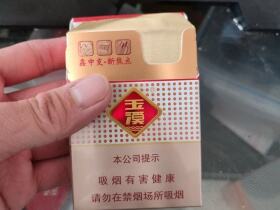 鑫中支·新焦点
玉溪
本公司提示
吸烟有害健康
请勿在禁烟场所吸烟